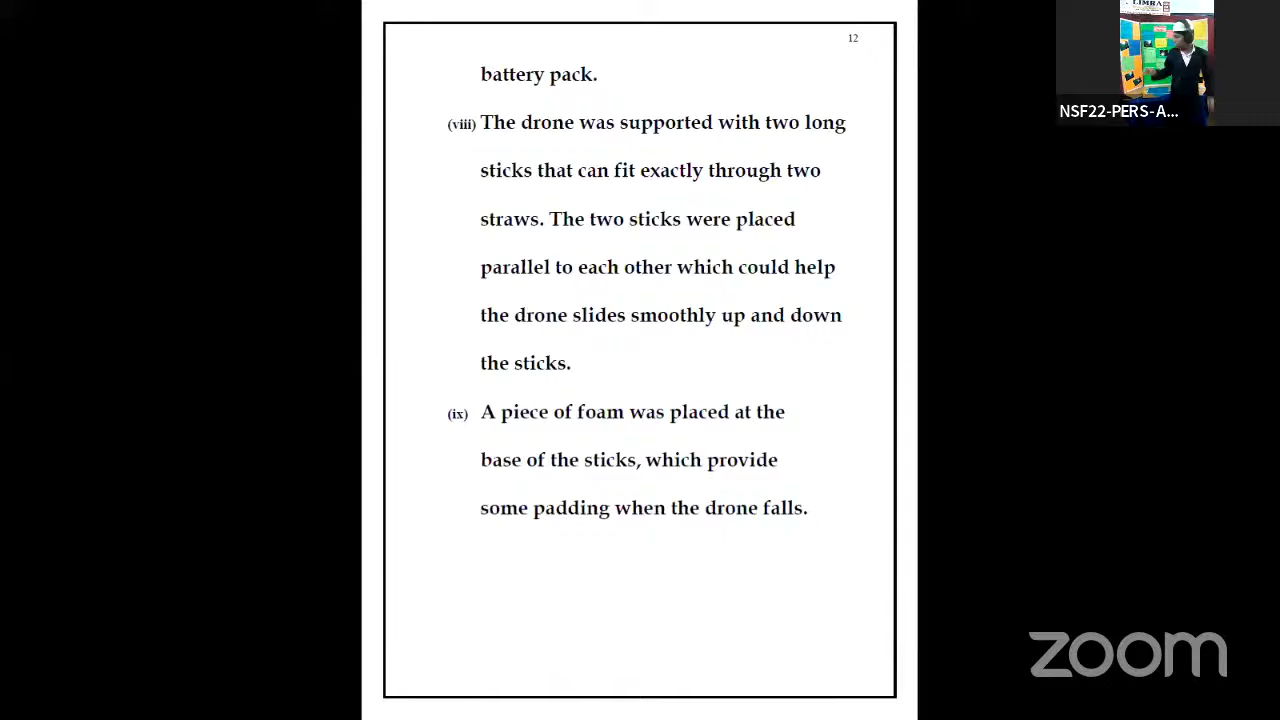 12
battery pack.
(viii) The drone was supported with two long
sticks that can fit exactly through two
straws. The two sticks were placed
parallel to each other which could help
the drone slides smoothly up and down
the sticks.
(ix) A piece of foam was placed at the
base of the sticks, which provide
some padding when the drone falls.
LIMRA
NSF22-PERS-A...
zoom